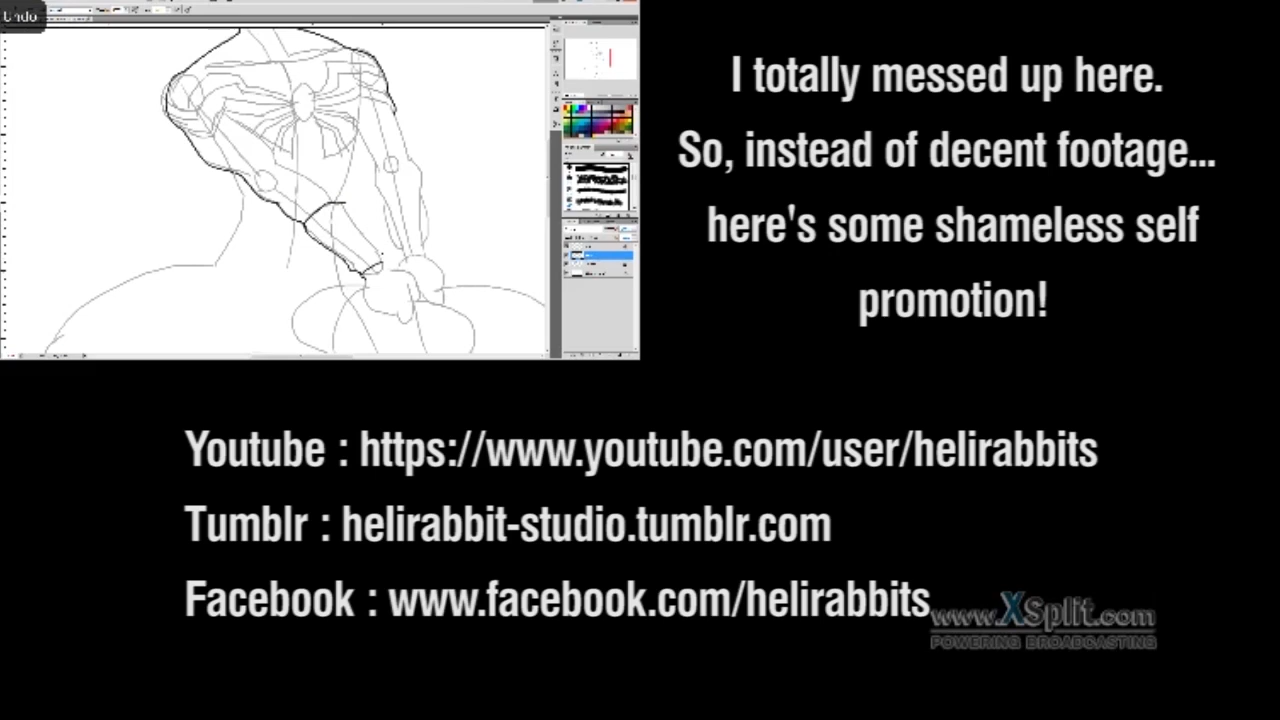 Undo
I totally messed up here.
So, instead of decent footage...
here's some shameless self
promotion!
Youtube : https://www.youtube.com/user/helirabbits
Tumblr : helirabbit-studio.tumblr.com
Facebook : www.facebook.com/helirabbits
www.XSplit.com
POWERING BROADCASTING